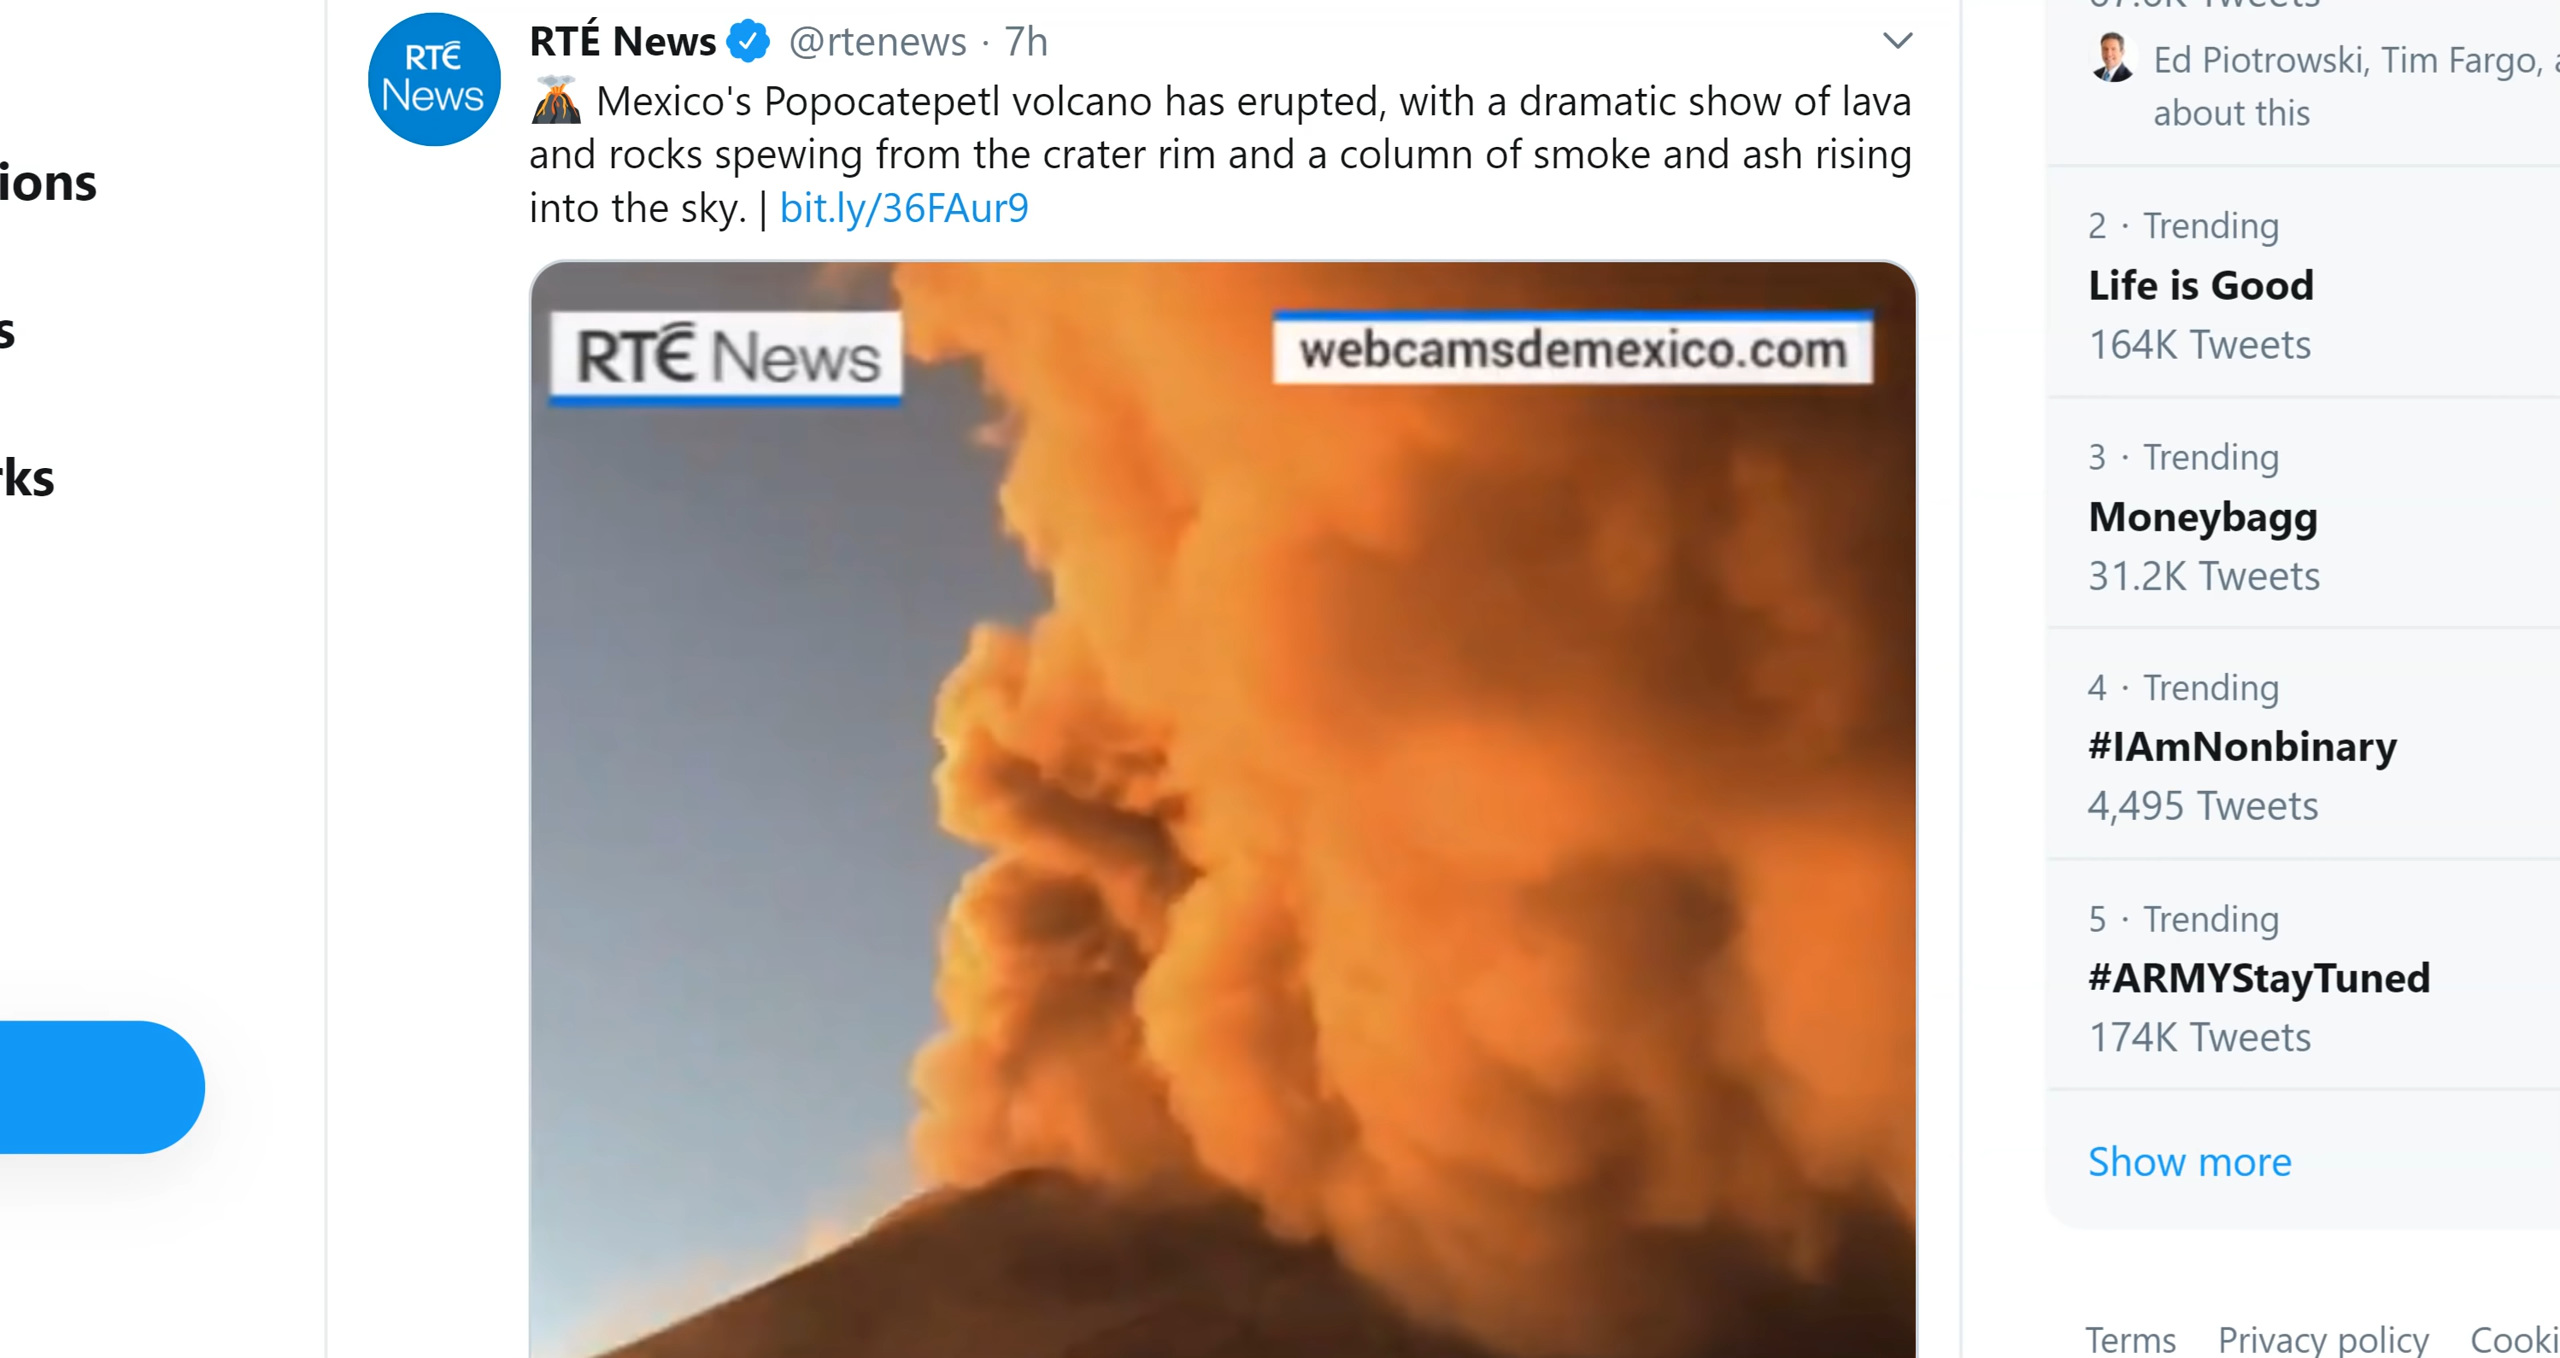 ions
s
rks
RTÉ News
RTÉ News @rtenews · 7h
🌋 Mexico's Popocatepetl volcano has erupted, with a dramatic show of lava
and rocks spewing from the crater rim and a column of smoke and ash rising
into the sky. | bit.ly/36FAur9
RTÉ News
webcamsdemexico.com
Ed Piotrowski, Tim Fargo,
about this
2 · Trending
Life is Good
164K Tweets
3 · Trending
Moneybagg
31.2K Tweets
4 · Trending
#IAmNonbinary
4,495 Tweets
5 · Trending
#ARMYStayTuned
174K Tweets
Show more
Terms Privacy policy Cooki